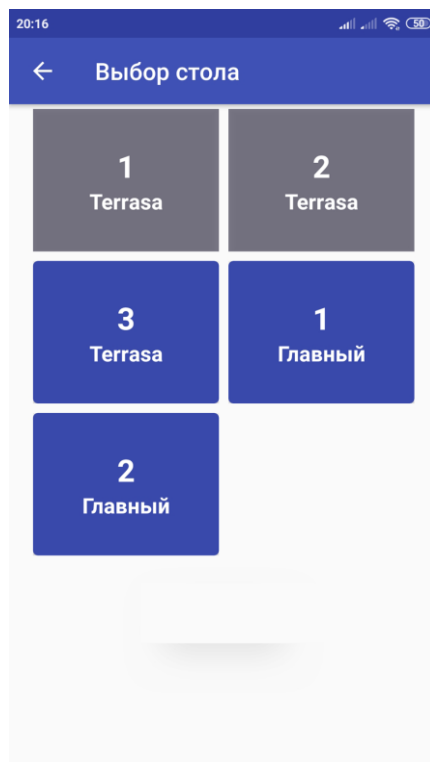 20:16
50
Выбор стола
1
Terrasa
2
Terrasa
3
Terrasa
1
Главный
2
Главный